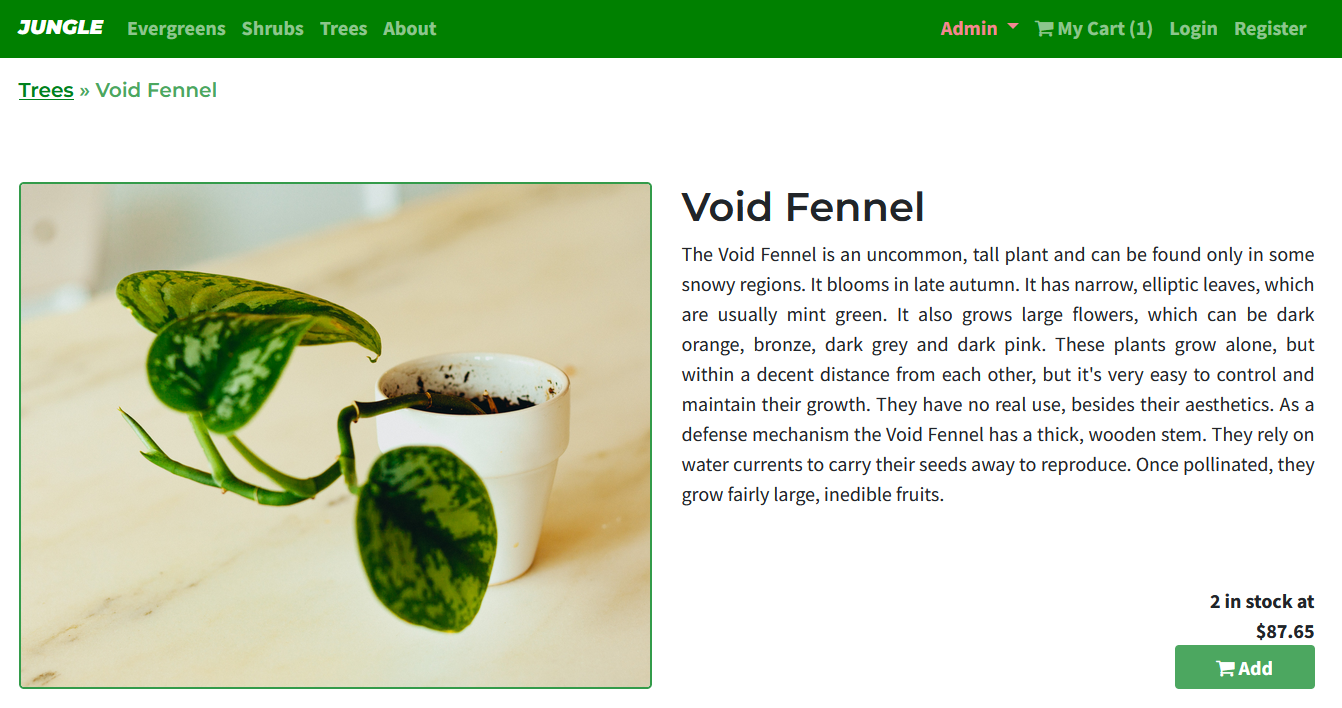 JUNGLE Evergreens Shrubs Trees About Admin My Cart (1) Login Register
Trees » Void Fennel
Void Fennel
The Void Fennel is an uncommon, tall plant and can be found only in some
snowy regions. It blooms in late autumn. It has narrow, elliptic leaves, which
are usually mint green. It also grows large flowers, which can be dark
orange, bronze, dark grey and dark pink. These plants grow alone, but
within a decent distance from each other, but it's very easy to control and
maintain their growth. They have no real use, besides their aesthetics. As a
defense mechanism the Void Fennel has a thick, wooden stem. They rely on
water currents to carry their seeds away to reproduce. Once pollinated, they
grow fairly large, inedible fruits.
2 in stock at
$87.65
Add